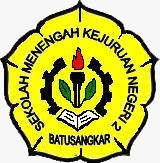 SEKOLAH MENENGAH KEJURUAN NEGERI 2
BATUSANGKAR